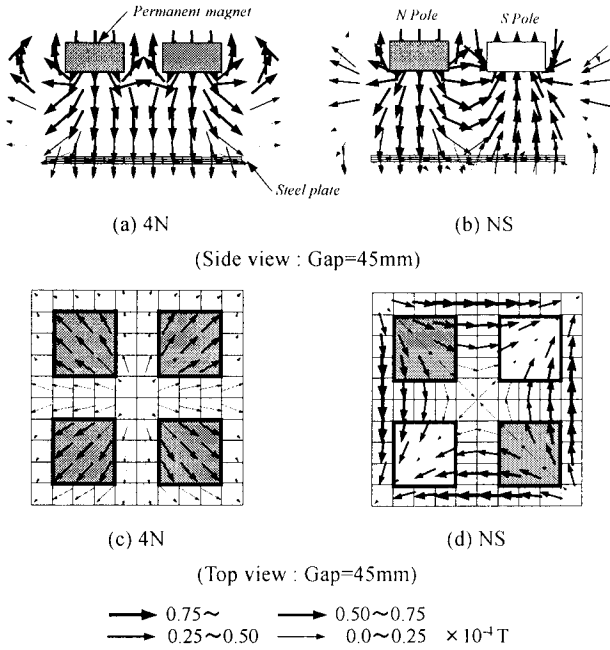 Permanent magnet
N Pole
S Pole
Steel plate
(a) 4N
(b) NS
(Side view : Gap=45mm)
(c) 4N
(d) NS
(Top view : Gap=45mm)
0.75~ 0.50~0.75
0.25~0.50 0.0~0.25 ×10⁻¹T